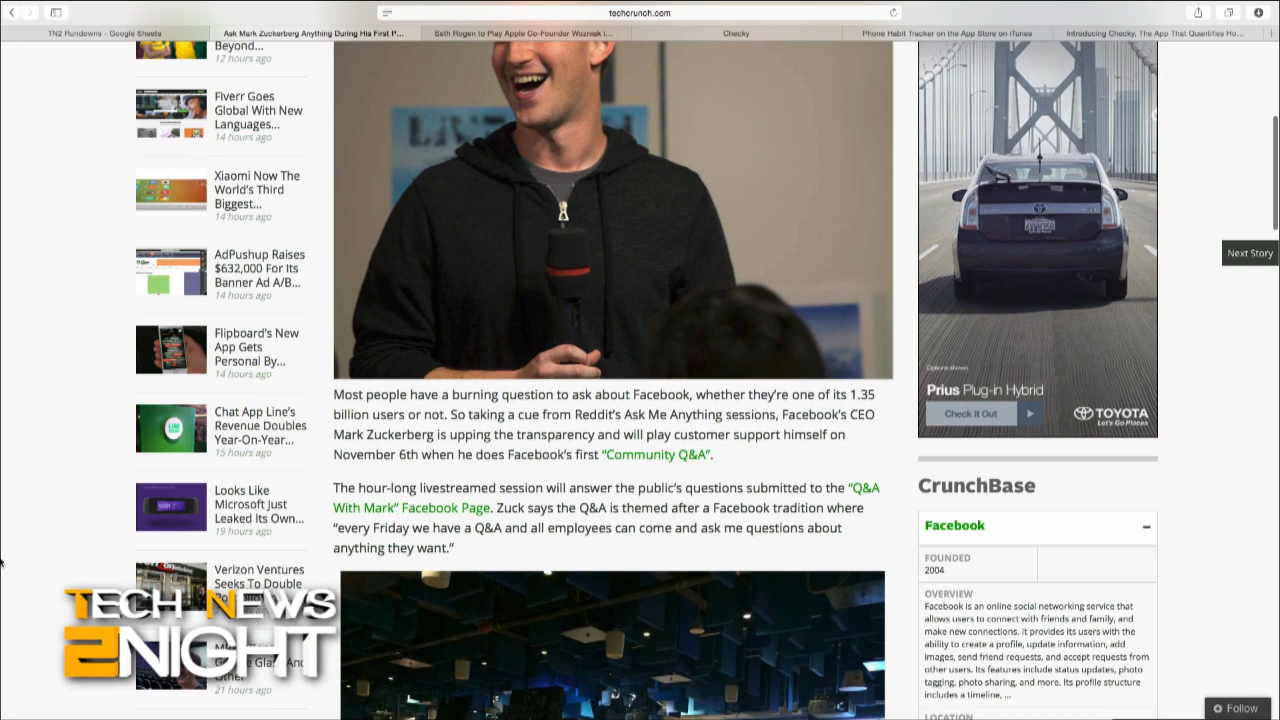 techcrunch.com
TN2 Rundowns - Google Sheets
Ask Mark Zuckerberg Anything During His First P...
Seth Rogen to Play Apple Co-Founder Wozniak i...
Checky
Phone Habit Tracker on the App Store on iTunes
Introducing Checky, The App That Quantifies Ho...
Beyond...
12 hours ago
Fiverr Goes
Global With New
Languages...
14 hours ago
Xiaomi Now The
World's Third
Biggest...
14 hours ago
AdPushup Raises
$632,000 For Its
Banner Ad A/B...
14 hours ago
Flipboard's New
App Gets
Personal By...
14 hours ago
Chat App Line's
Revenue Doubles
Year-On-Year...
15 hours ago
Looks Like
Microsoft Just
Leaked Its Own...
19 hours ago
Verizon Ventures
Seeks To Double
21 hours ago
TECH NEWS
2NIGHT
Most people have a burning question to ask about Facebook, whether they're one of its 1.35
billion users or not. So taking a cue from Reddit's Ask Me Anything sessions, Facebook's CEO
Mark Zuckerberg is upping the transparency and will play customer support himself on
November 6th when he does Facebook's first "Community Q&A".
The hour-long livestreamed session will answer the public's questions submitted to the "Q&A
With Mark" Facebook Page. Zuck says the Q&A is themed after a Facebook tradition where
"every Friday we have a Q&A and all employees can come and ask me questions about
anything they want."
Options shown
Prius Plug-in Hybrid
Check It Out
TOYOTA
Let's Go Places
Next Story
CrunchBase
Facebook
FOUNDED
2004
OVERVIEW
Facebook is an online social networking service that
allows users to connect with friends and family, and
make new connections. It provides its users with the
ability to create a profile, update information, add
images, send friend requests, and accept requests from
other users. Its features include status updates, photo
tagging, photo sharing, and more. Its profile structure
includes a timeline, ...
LOCATION
Follow